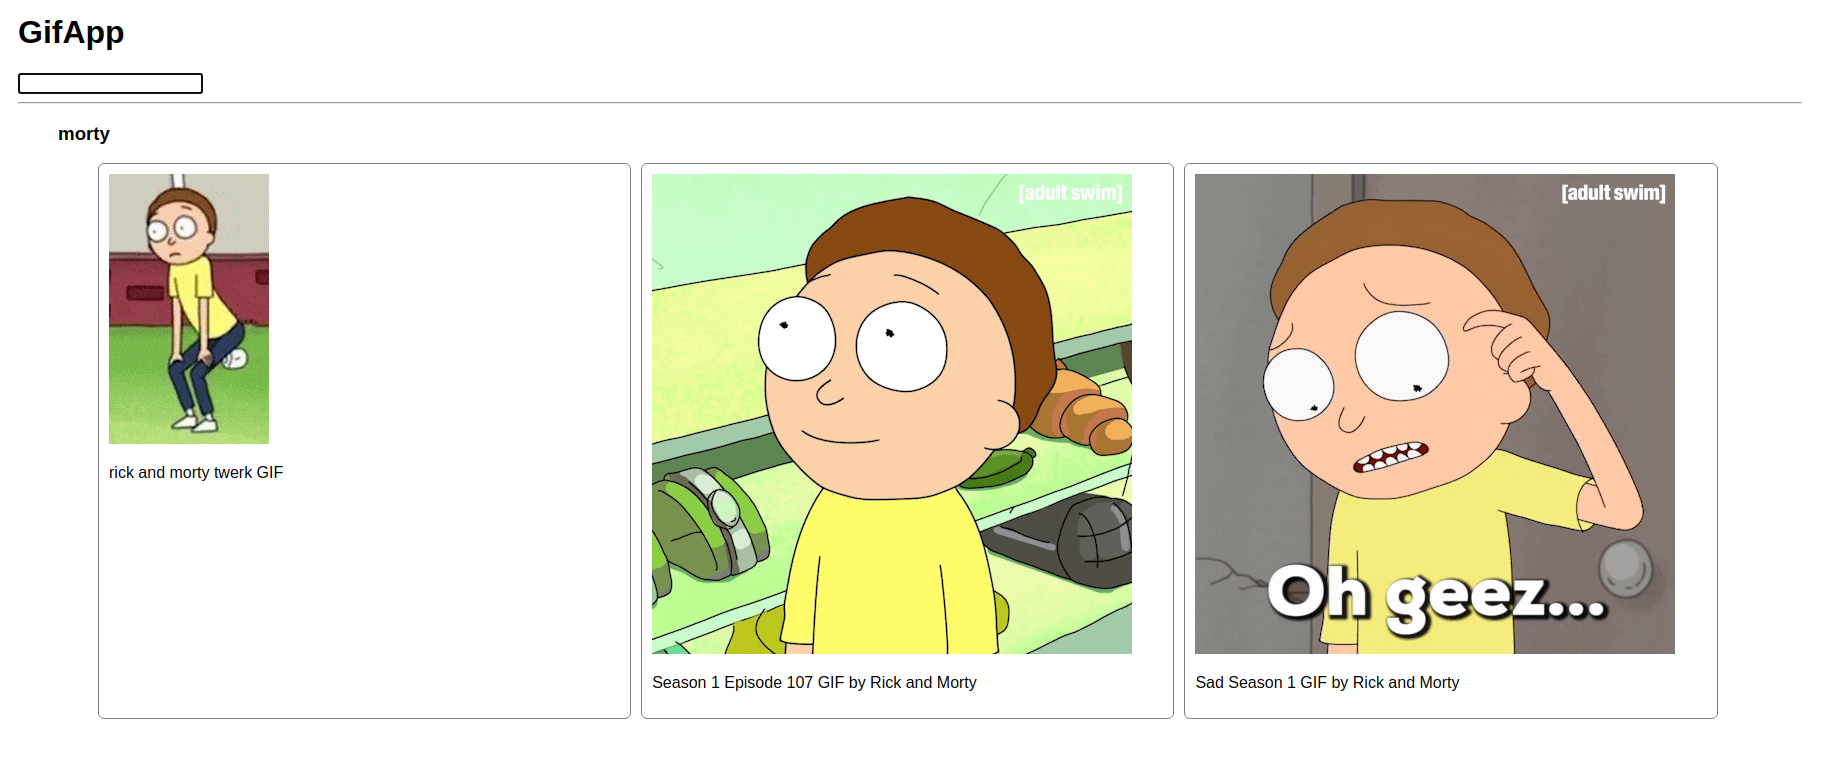 GifApp
morty
[adult swim]
[adult swim]
Oh geez...
rick and morty twerk GIF
Season 1 Episode 107 GIF by Rick and Morty
Sad Season 1 GIF by Rick and Morty